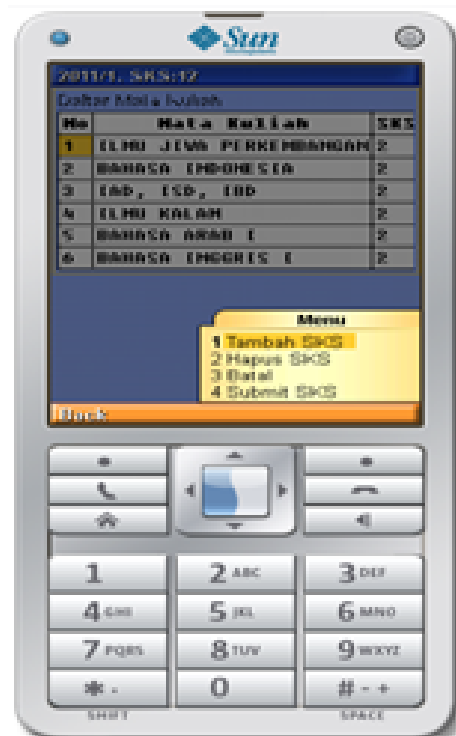 Sun
2011/1. SKS:12
Daftar Mata Kuliah
No Mata Kuliah SKS
1 ILMU JIWA PERKEMBANGAN 2
2 BAHASA INDONESIA 2
3 IAD, ISD, IBD 2
4 ILMU KALAM 2
5 BAHASA ARAB I 2
6 BAHASA INGGRIS I 2
Menu
1 Tambah SKS
2 Hapus SKS
3 Batal
4 Submit SKS
Back
1 2 ABC 3 DEF
4 GHI 5 JKL 6 MNO
7 PQRS 8 TUV 9 WXYZ
* . 0 # - +
SHIFT SPACE